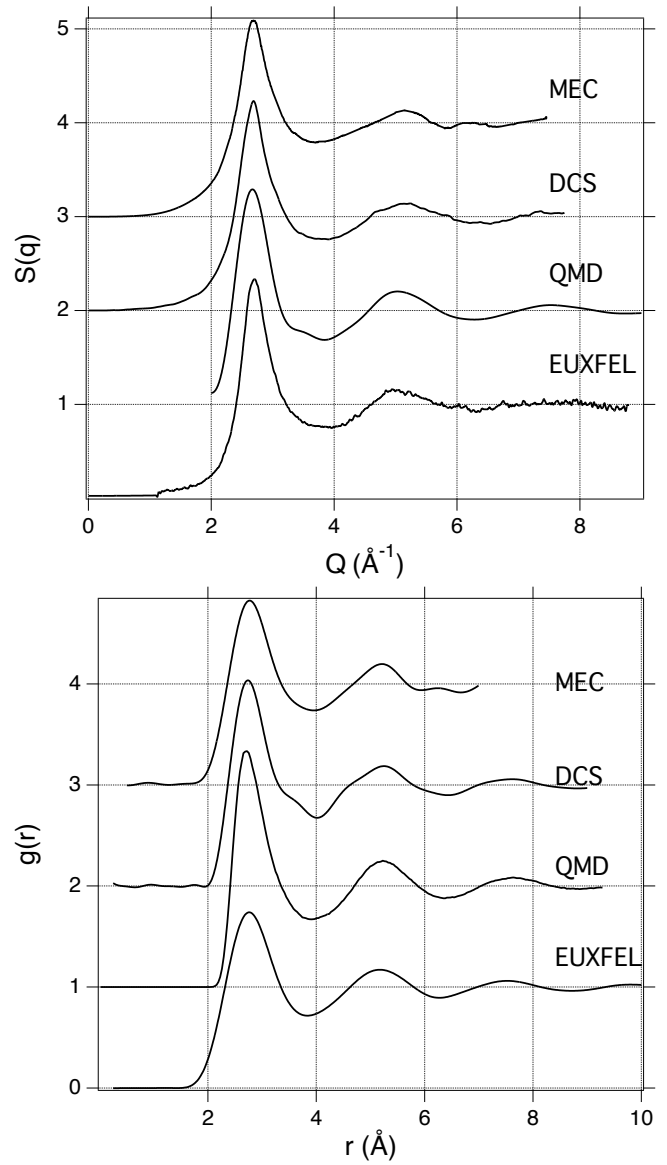 5
4
3
2
1
S(q)
MEC
DCS
QMD
EUXFEL
0 2 4 6 8
Q (Å⁻¹)
4
3
2
1
0
g(r)
MEC
DCS
QMD
EUXFEL
2 4 6 8 10
r (Å)